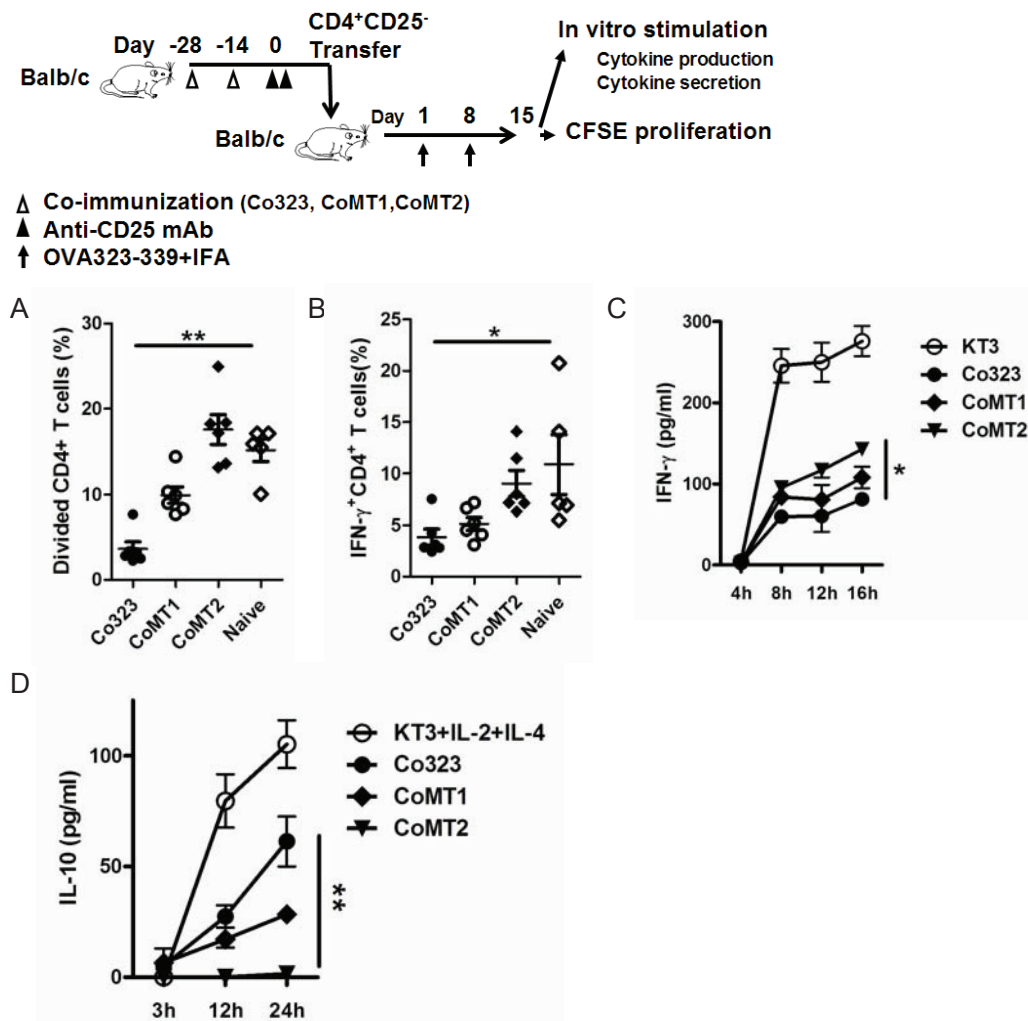 Day -28 -14 0
CD4⁺CD25⁻
Transfer
Balb/c
In vitro stimulation
Cytokine production
Cytokine secretion
Balb/c
Day 1 8 15
CFSE proliferation
Co-immunization (Co323, CoMT1,CoMT2)
Anti-CD25 mAb
OVA323-339+IFA
A
Divided CD4+ T cells (%)
30
20
10
0
**
Co323
CoMT1
CoMT2
Naive
B
IFN-γ⁺CD4⁺ T cells(%)
25
20
15
10
5
0
*
Co323
CoMT1
CoMT2
Naive
C
IFN-γ (pg/ml)
300
200
100
0
*
4h 8h 12h 16h
KT3
Co323
CoMT1
CoMT2
D
IL-10 (pg/ml)
100
50
0
**
3h 12h 24h
KT3+IL-2+IL-4
Co323
CoMT1
CoMT2